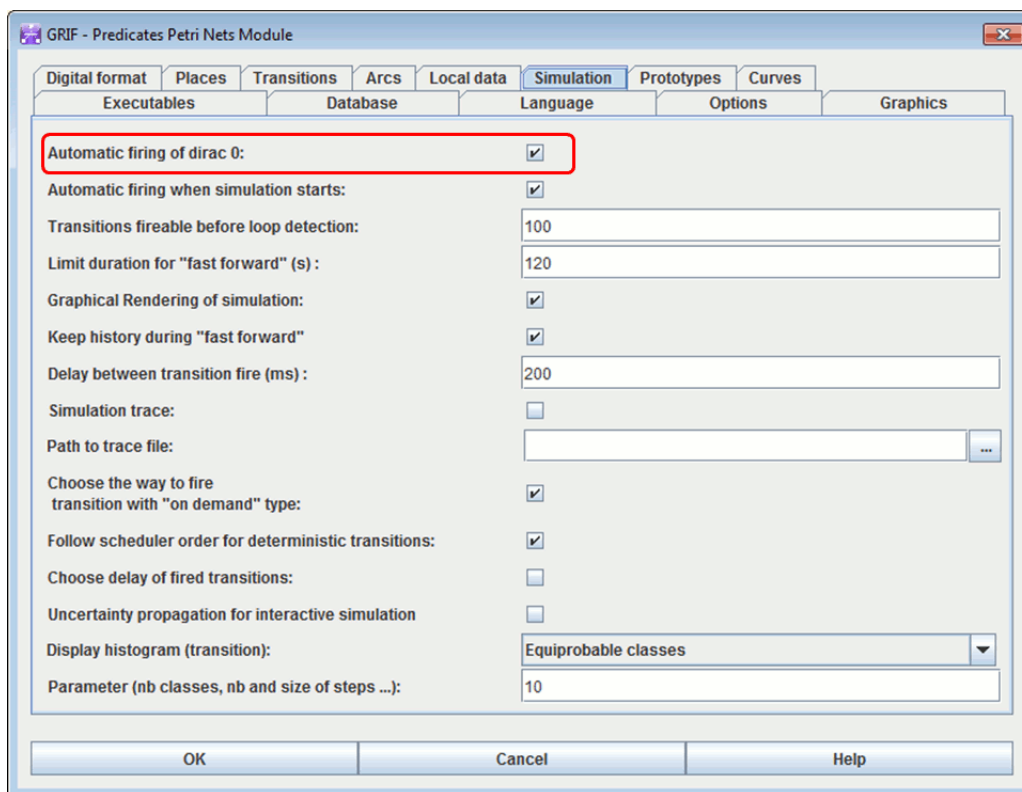 GRIF - Predicates Petri Nets Module
Digital format Places Transitions Arcs Local data Simulation Prototypes Curves
Executables Database Language Options Graphics
Automatic firing of dirac 0:
Automatic firing when simulation starts:
Transitions fireable before loop detection: 100
Limit duration for "fast forward" (s) : 120
Graphical Rendering of simulation:
Keep history during "fast forward"
Delay between transition fire (ms) : 200
Simulation trace:
Path to trace file: ...
Choose the way to fire
transition with "on demand" type:
Follow scheduler order for deterministic transitions:
Choose delay of fired transitions:
Uncertainty propagation for interactive simulation
Display histogram (transition): Equiprobable classes
Parameter (nb classes, nb and size of steps ...): 10
OK Cancel Help